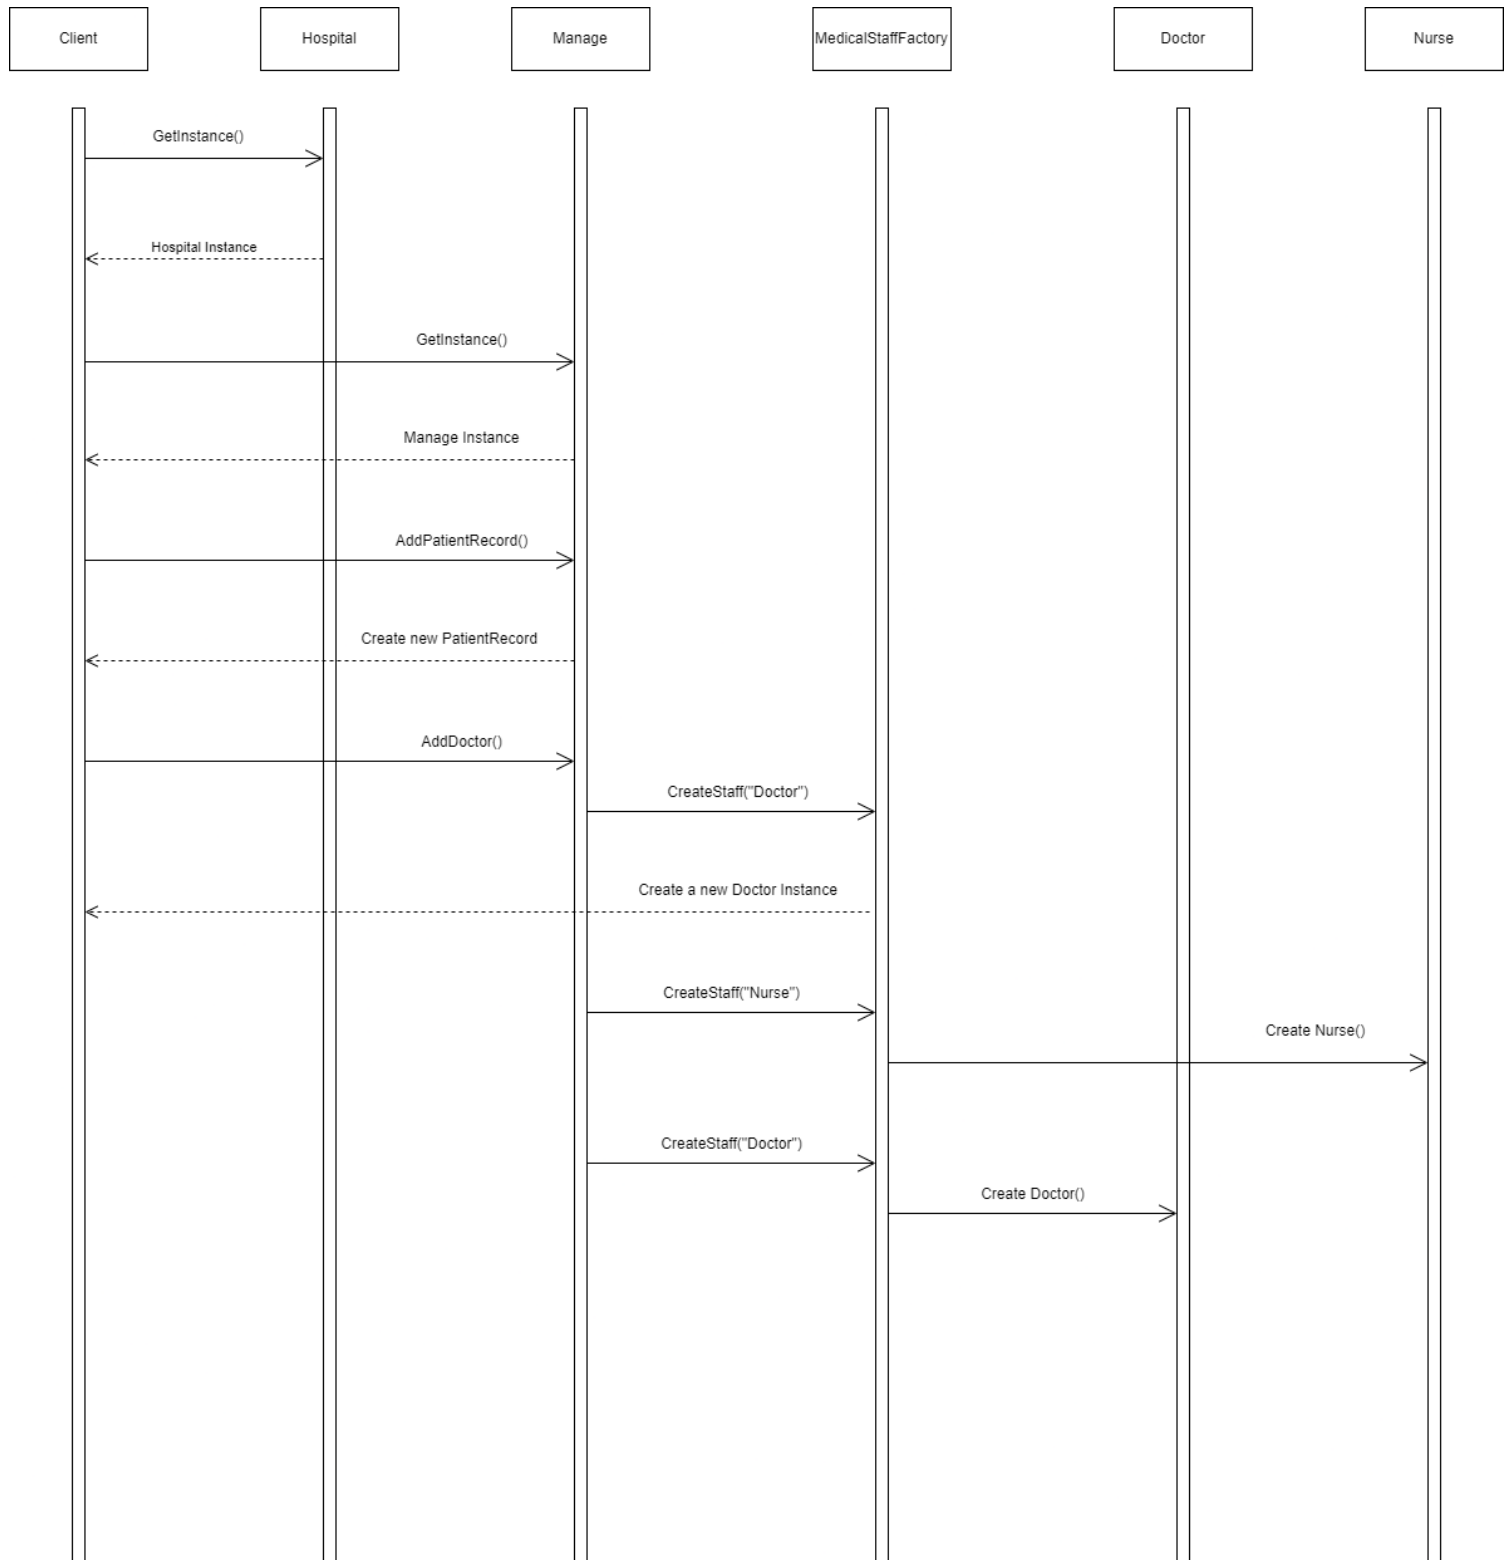 Client
Hospital
Manage
MedicalStaffFactory
Doctor
Nurse
GetInstance()
Hospital Instance
GetInstance()
Manage Instance
AddPatientRecord()
Create new PatientRecord
AddDoctor()
CreateStaff("Doctor")
Create a new Doctor Instance
CreateStaff("Nurse")
Create Nurse()
CreateStaff("Doctor")
Create Doctor()